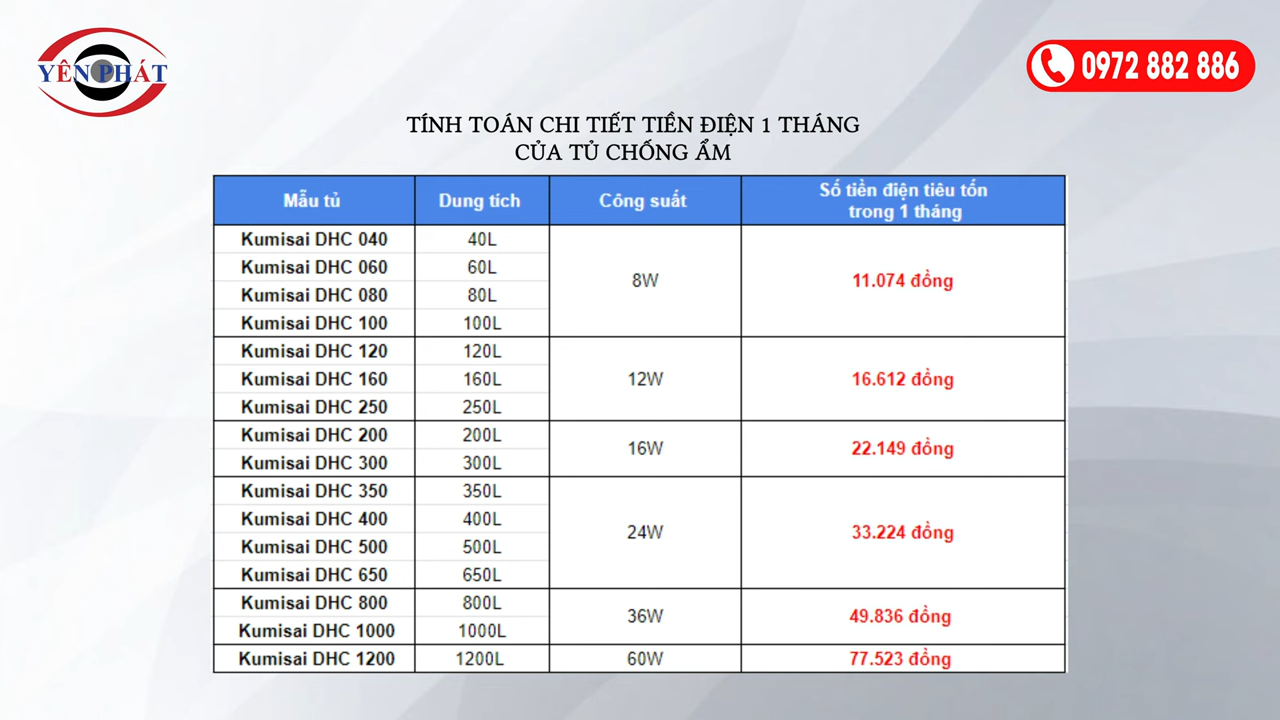 YÊN PHÁT
0972 882 886
TÍNH TOÁN CHI TIẾT TIỀN ĐIỆN 1 THÁNG
CỦA TỦ CHỐNG ẨM
Mẫu tủ Dung tích Công suất Số tiền điện tiêu tốn
trong 1 tháng
Kumisai DHC 040 40L
Kumisai DHC 060 60L
8W 11.074 đồng
Kumisai DHC 080 80L
Kumisai DHC 100 100L
Kumisai DHC 120 120L
Kumisai DHC 160 160L 12W 16.612 đồng
Kumisai DHC 250 250L
Kumisai DHC 200 200L
16W 22.149 đồng
Kumisai DHC 300 300L
Kumisai DHC 350 350L
Kumisai DHC 400 400L
24W 33.224 đồng
Kumisai DHC 500 500L
Kumisai DHC 650 650L
Kumisai DHC 800 800L
36W 49.836 đồng
Kumisai DHC 1000 1000L
Kumisai DHC 1200 1200L 60W 77.523 đồng